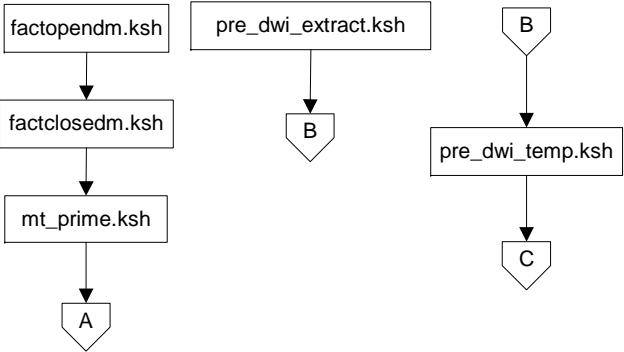 factopendm.ksh
factclosedm.ksh
mt_prime.ksh
A
pre_dwi_extract.ksh
B
B
pre_dwi_temp.ksh
C